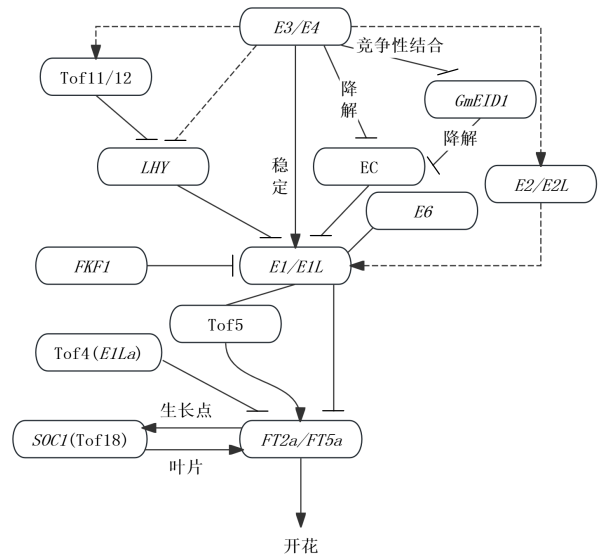 E3/E4
竞争性结合
Tof11/12
降解
GmEID1
降解
LHY
稳定
EC
E2/E2L
E6
FKF1
E1/E1L
Tof5
Tof4(E1La)
生长点
SOC1(Tof18)
FT2a/FT5a
叶片
开花